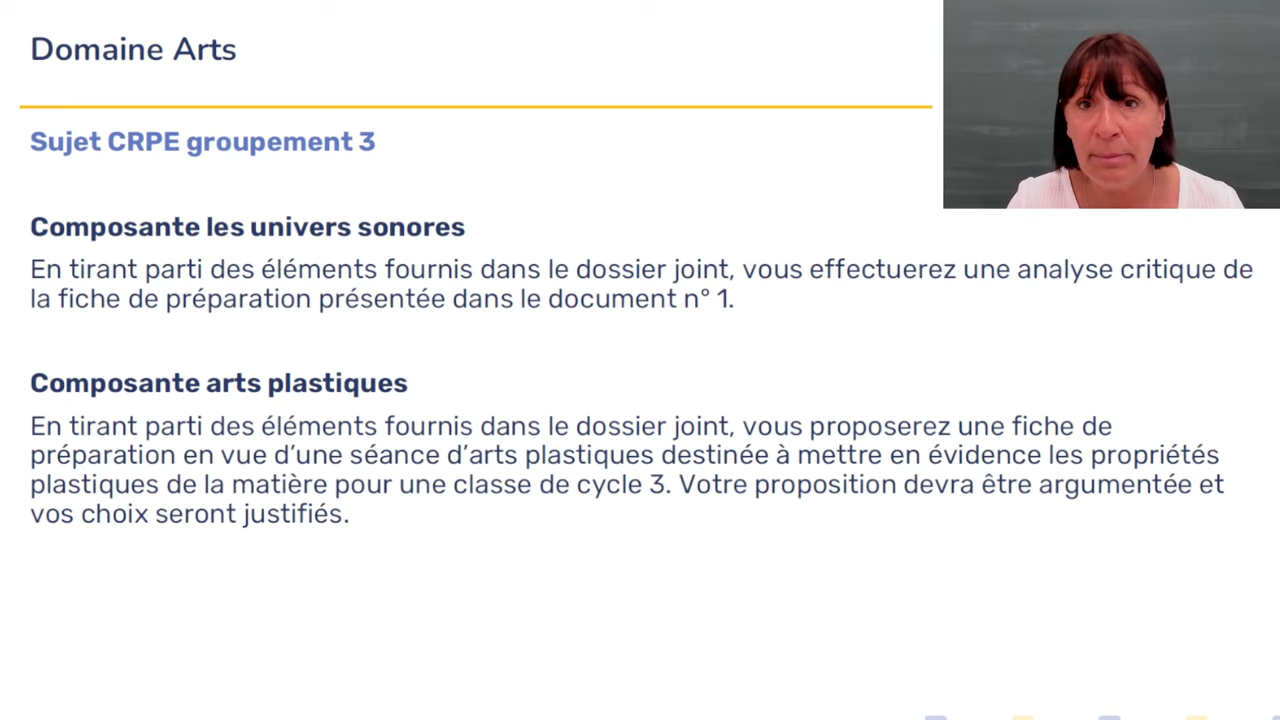 Domaine Arts
Sujet CRPE groupement 3
Composante les univers sonores
En tirant parti des éléments fournis dans le dossier joint, vous effectuerez une analyse critique de
la fiche de préparation présentée dans le document n° 1.
Composante arts plastiques
En tirant parti des éléments fournis dans le dossier joint, vous proposerez une fiche de
préparation en vue d’une séance d’arts plastiques destinée à mettre en évidence les propriétés
plastiques de la matière pour une classe de cycle 3. Votre proposition devra être argumentée et
vos choix seront justifiés.